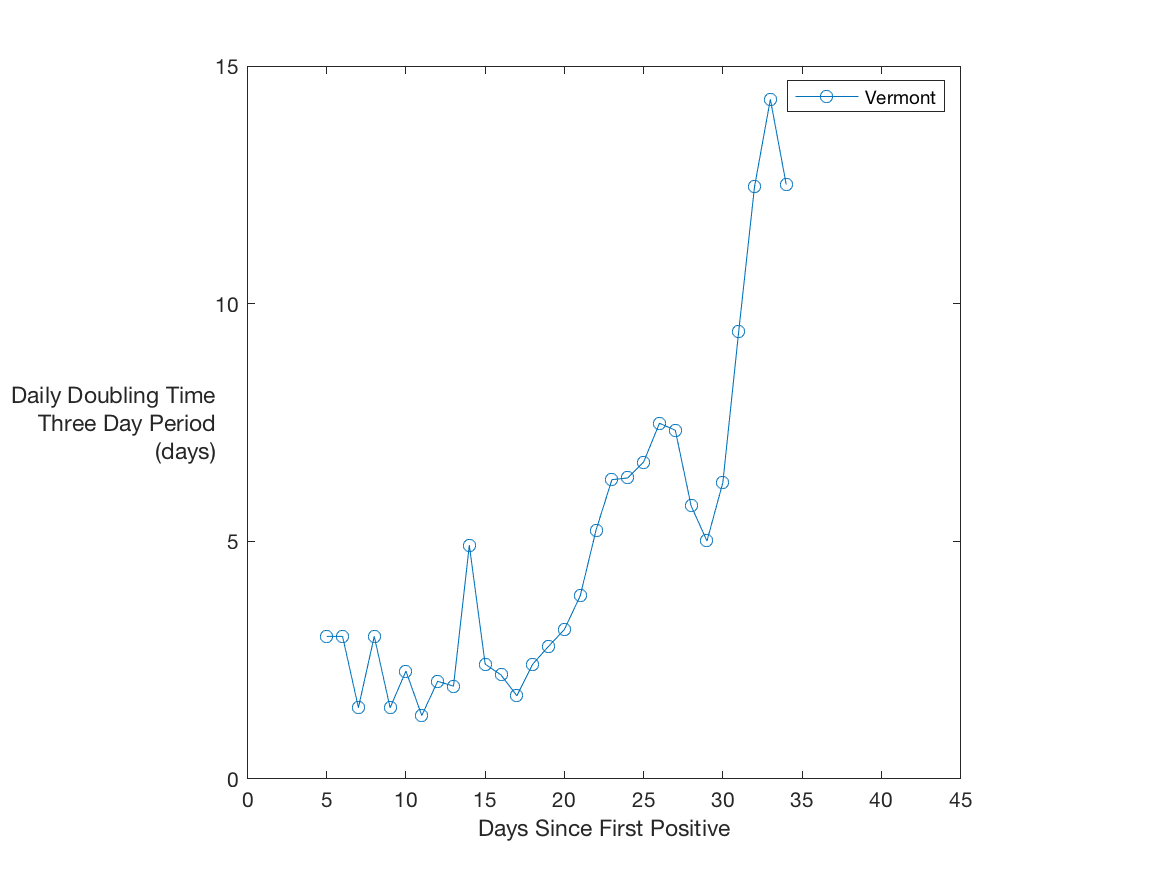 15
Vermont
10
Daily Doubling Time
Three Day Period
(days)
5
0
0 5 10 15 20 25 30 35 40 45
Days Since First Positive